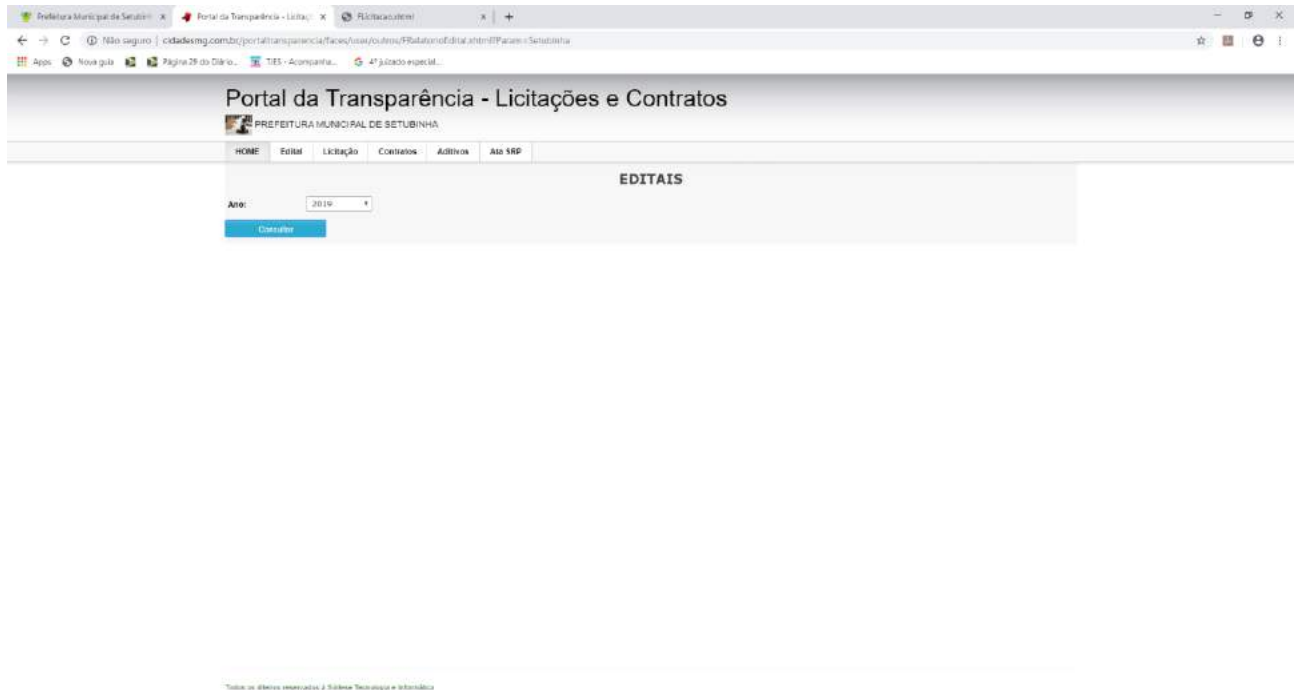 Prefeitura Municipal de Setubin
Portal da Transparência - Licitaç
FLicitacao.xhtml
Não seguro | cidadesmg.com.br/portaltransparencia/faces/user/outros/FRelatorioEdital.xhtml?Param=Setubinha
Apps Nova guia Página 29 do Diário... TJES - Acompanha... 4º juizado especial...
Portal da Transparência - Licitações e Contratos
PREFEITURA MUNICIPAL DE SETUBINHA
HOME Edital Licitação Contratos Aditivos Ata SRP
EDITAIS
Ano: 2019
Consultar
Todos os direitos reservados à Síntese Tecnologia e Informática